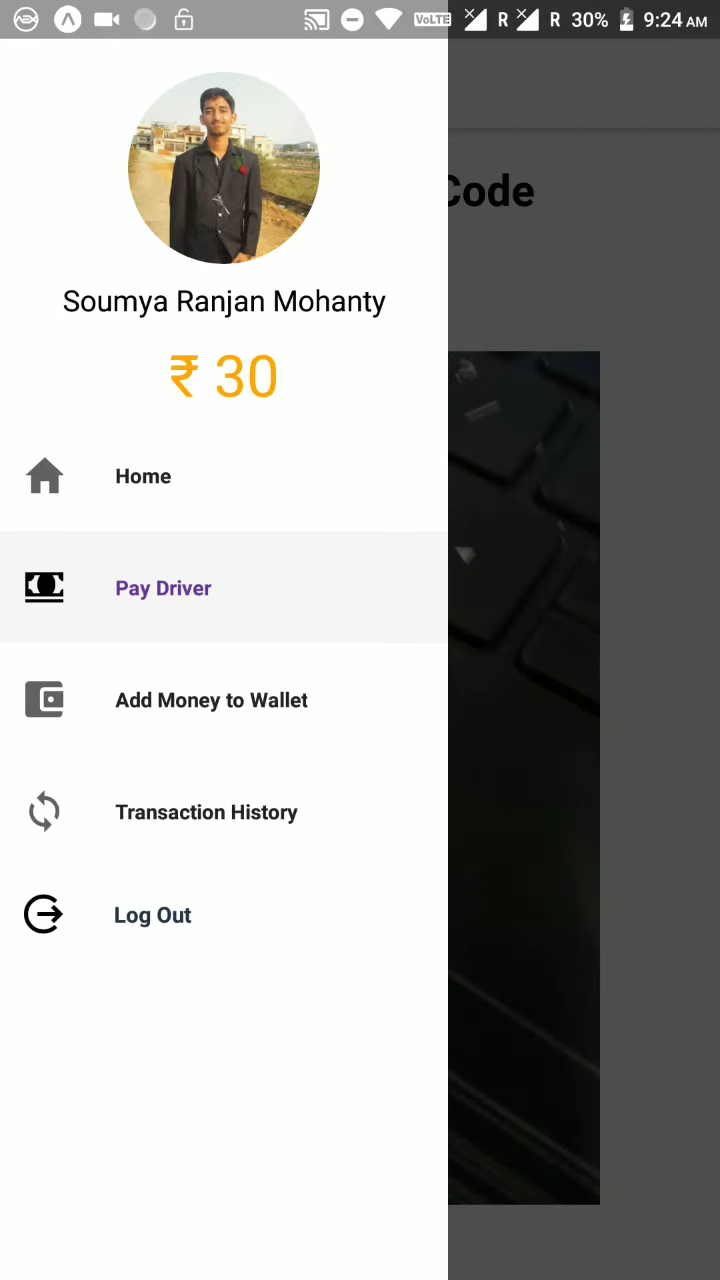 VoLTE R R 30% 9:24 AM
Code
Soumya Ranjan Mohanty
₹ 30
Home
Pay Driver
Add Money to Wallet
Transaction History
Log Out